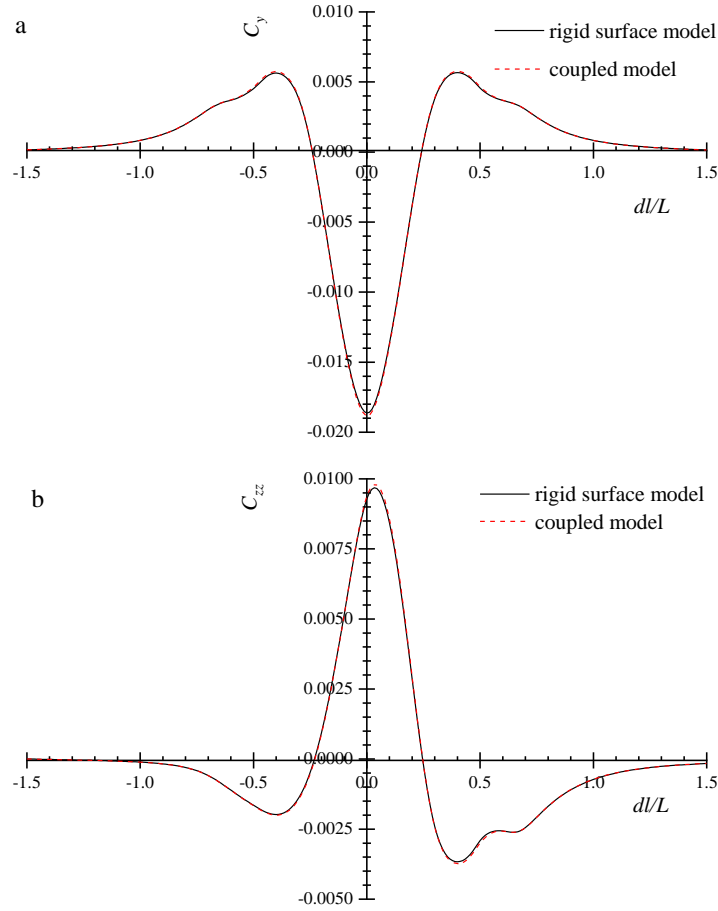 a
C_y
0.010
rigid surface model
coupled model
0.005
0.000
-1.5 -1.0 -0.5 0.0 0.5 1.0 1.5
dl/L
-0.005
-0.010
-0.015
-0.020
b
C_zz
0.0100
rigid surface model
coupled model
0.0075
0.0050
0.0025
0.0000
-1.5 -1.0 -0.5 0.0 0.5 1.0 1.5
dl/L
-0.0025
-0.0050